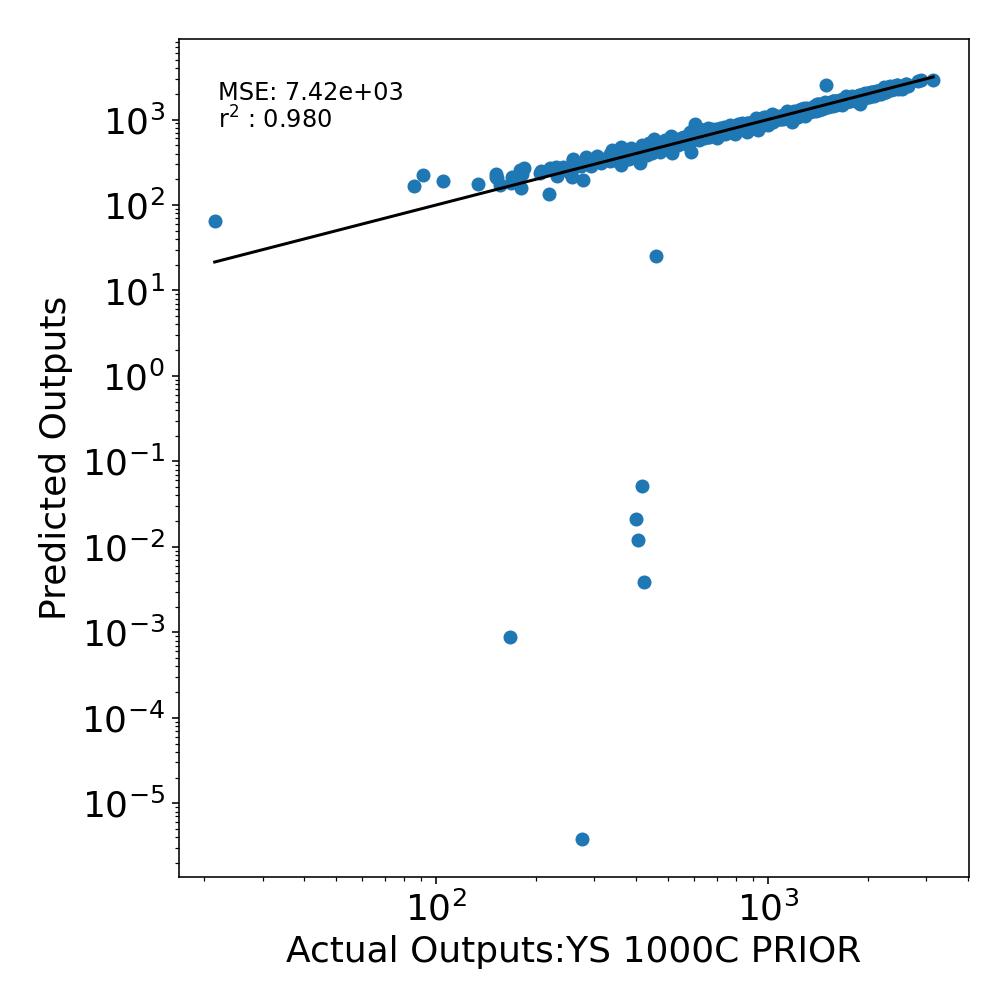 MSE: 7.42e+03
r² : 0.980
10³
10²
10¹
10⁰
10⁻¹
10⁻²
10⁻³
10⁻⁴
10⁻⁵
Predicted Outputs
10² 10³
Actual Outputs:YS 1000C PRIOR